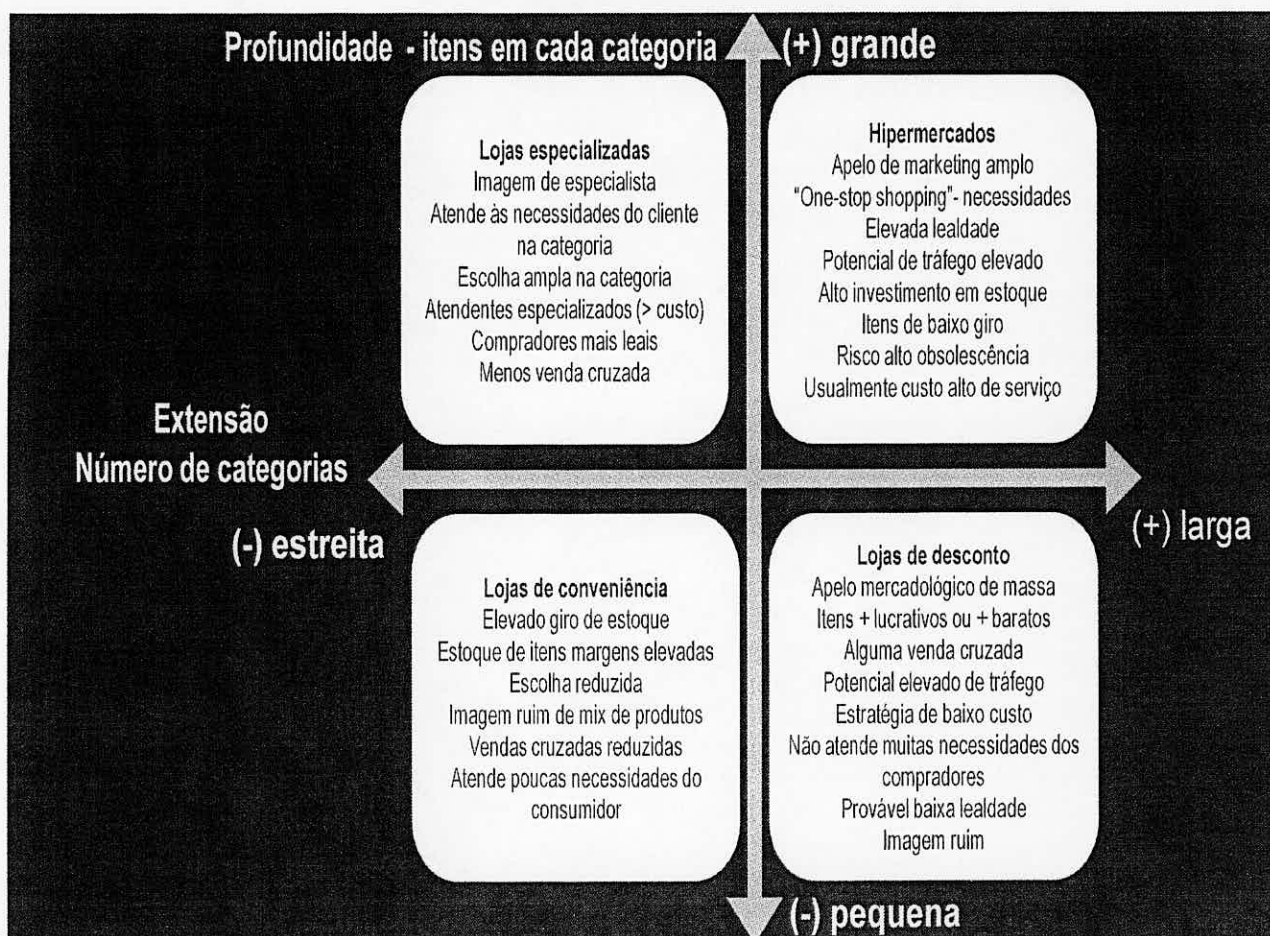 Profundidade - itens em cada categoria
(+) grande
Lojas especializadas
Imagem de especialista
Atende às necessidades do cliente
na categoria
Escolha ampla na categoria
Atendentes especializados (> custo)
Compradores mais leais
Menos venda cruzada
Hipermercados
Apelo de marketing amplo
"One-stop shopping"- necessidades
Elevada lealdade
Potencial de tráfego elevado
Alto investimento em estoque
Itens de baixo giro
Risco alto obsolescência
Usualmente custo alto de serviço
Extensão
Número de categorias
(-) estreita
(+) larga
Lojas de conveniência
Elevado giro de estoque
Estoque de itens margens elevadas
Escolha reduzida
Imagem ruim de mix de produtos
Vendas cruzadas reduzidas
Atende poucas necessidades do
consumidor
Lojas de desconto
Apelo mercadológico de massa
Itens + lucrativos ou + baratos
Alguma venda cruzada
Potencial elevado de tráfego
Estratégia de baixo custo
Não atende muitas necessidades dos
compradores
Provável baixa lealdade
Imagem ruim
(-) pequena